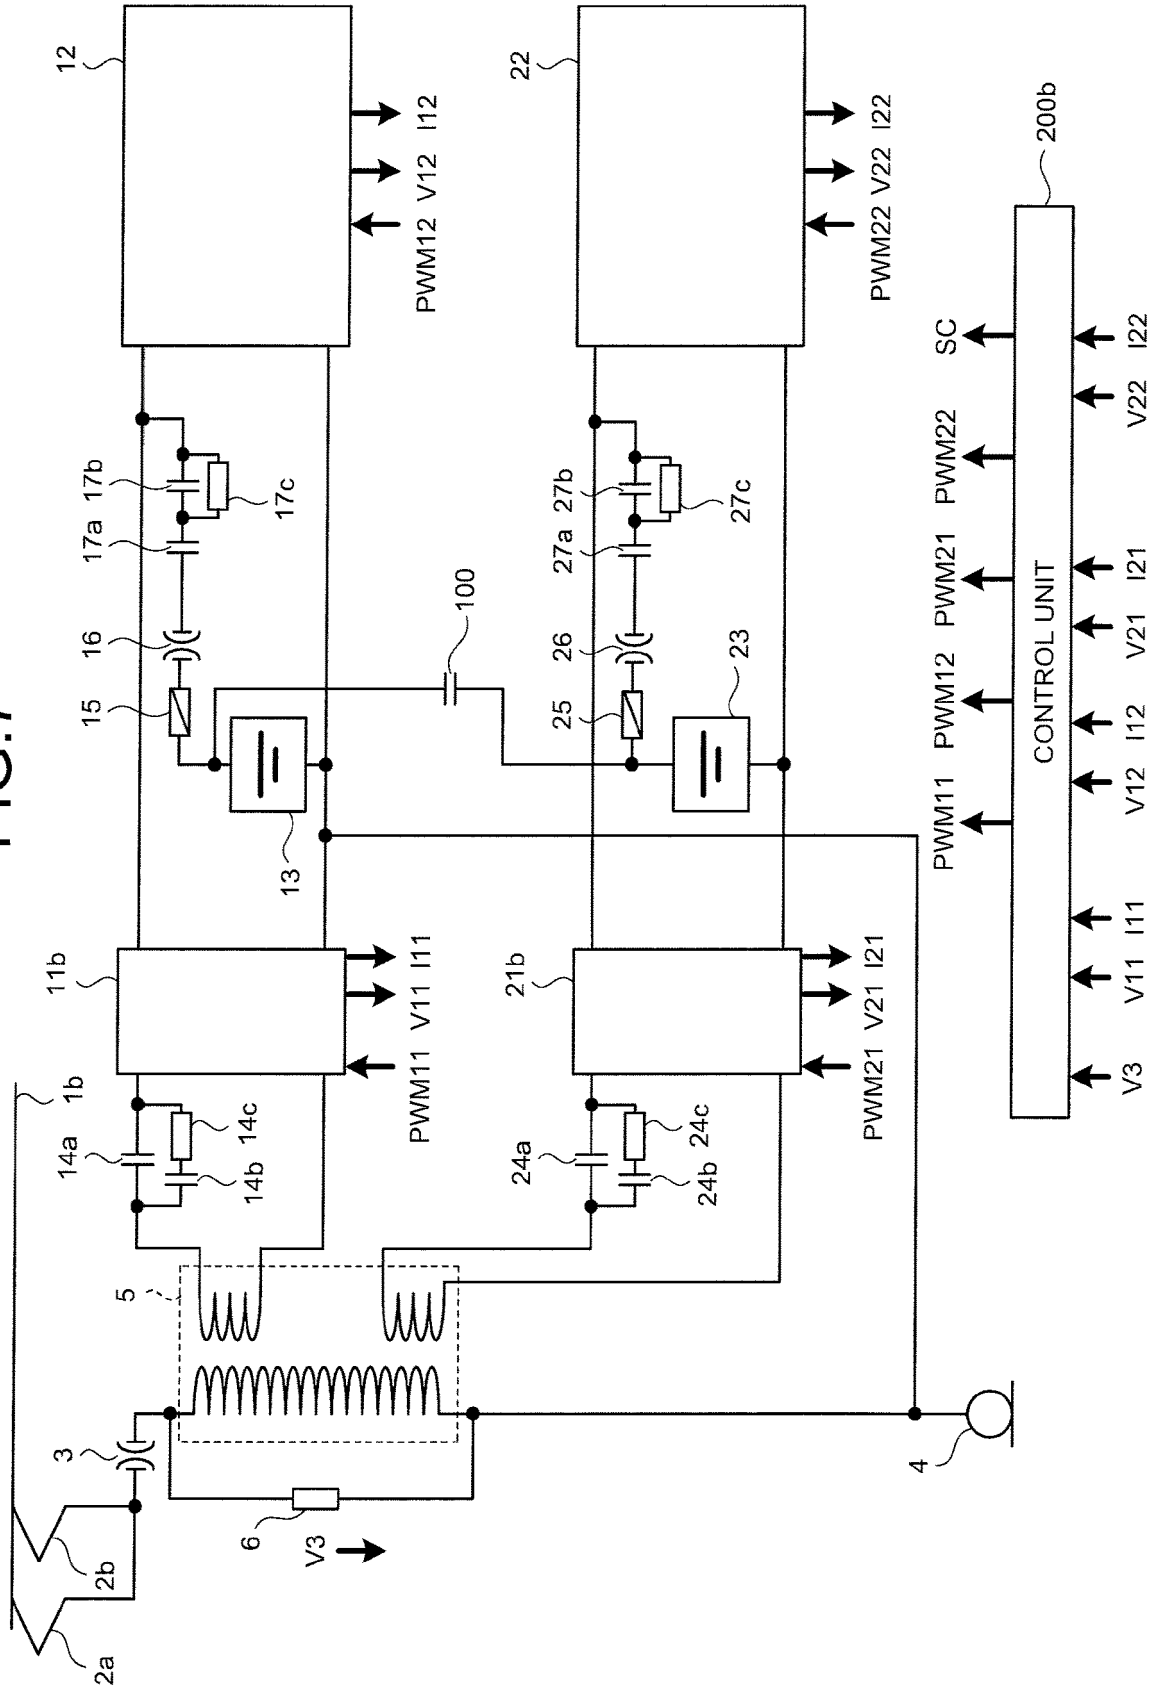 FIG.7
1b
2a
2b
3
4
5
6
V3
14a
14b
14c
11b
PWM11
V11
I11
13
15
16
17a
17b
17c
12
PWM12
V12
I12
100
24a
24b
24c
21b
PWM21
V21
I21
23
25
26
27a
27b
27c
22
PWM22
V22
I22
200b
CONTROL UNIT
PWM11
PWM12
PWM21
PWM22
SC
V3
V11
I11
V12
I12
V21
I21
V22
I22